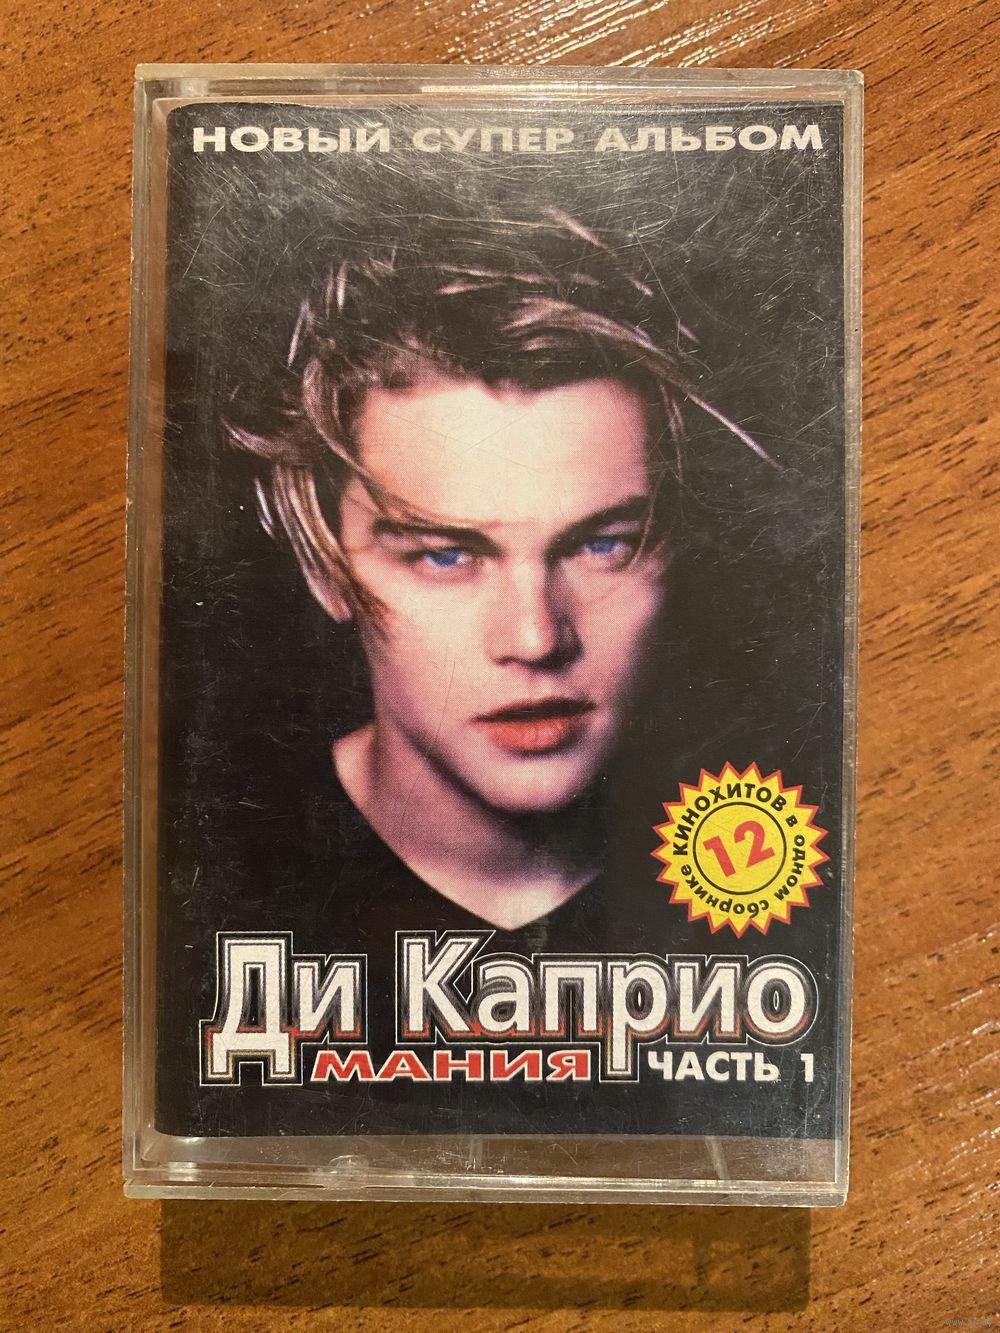 НОВЫЙ СУПЕР АЛЬБОМ
12
КИНОХИТОВ в одном сборнике
Ди Каприо
МАНИЯ ЧАСТЬ 1